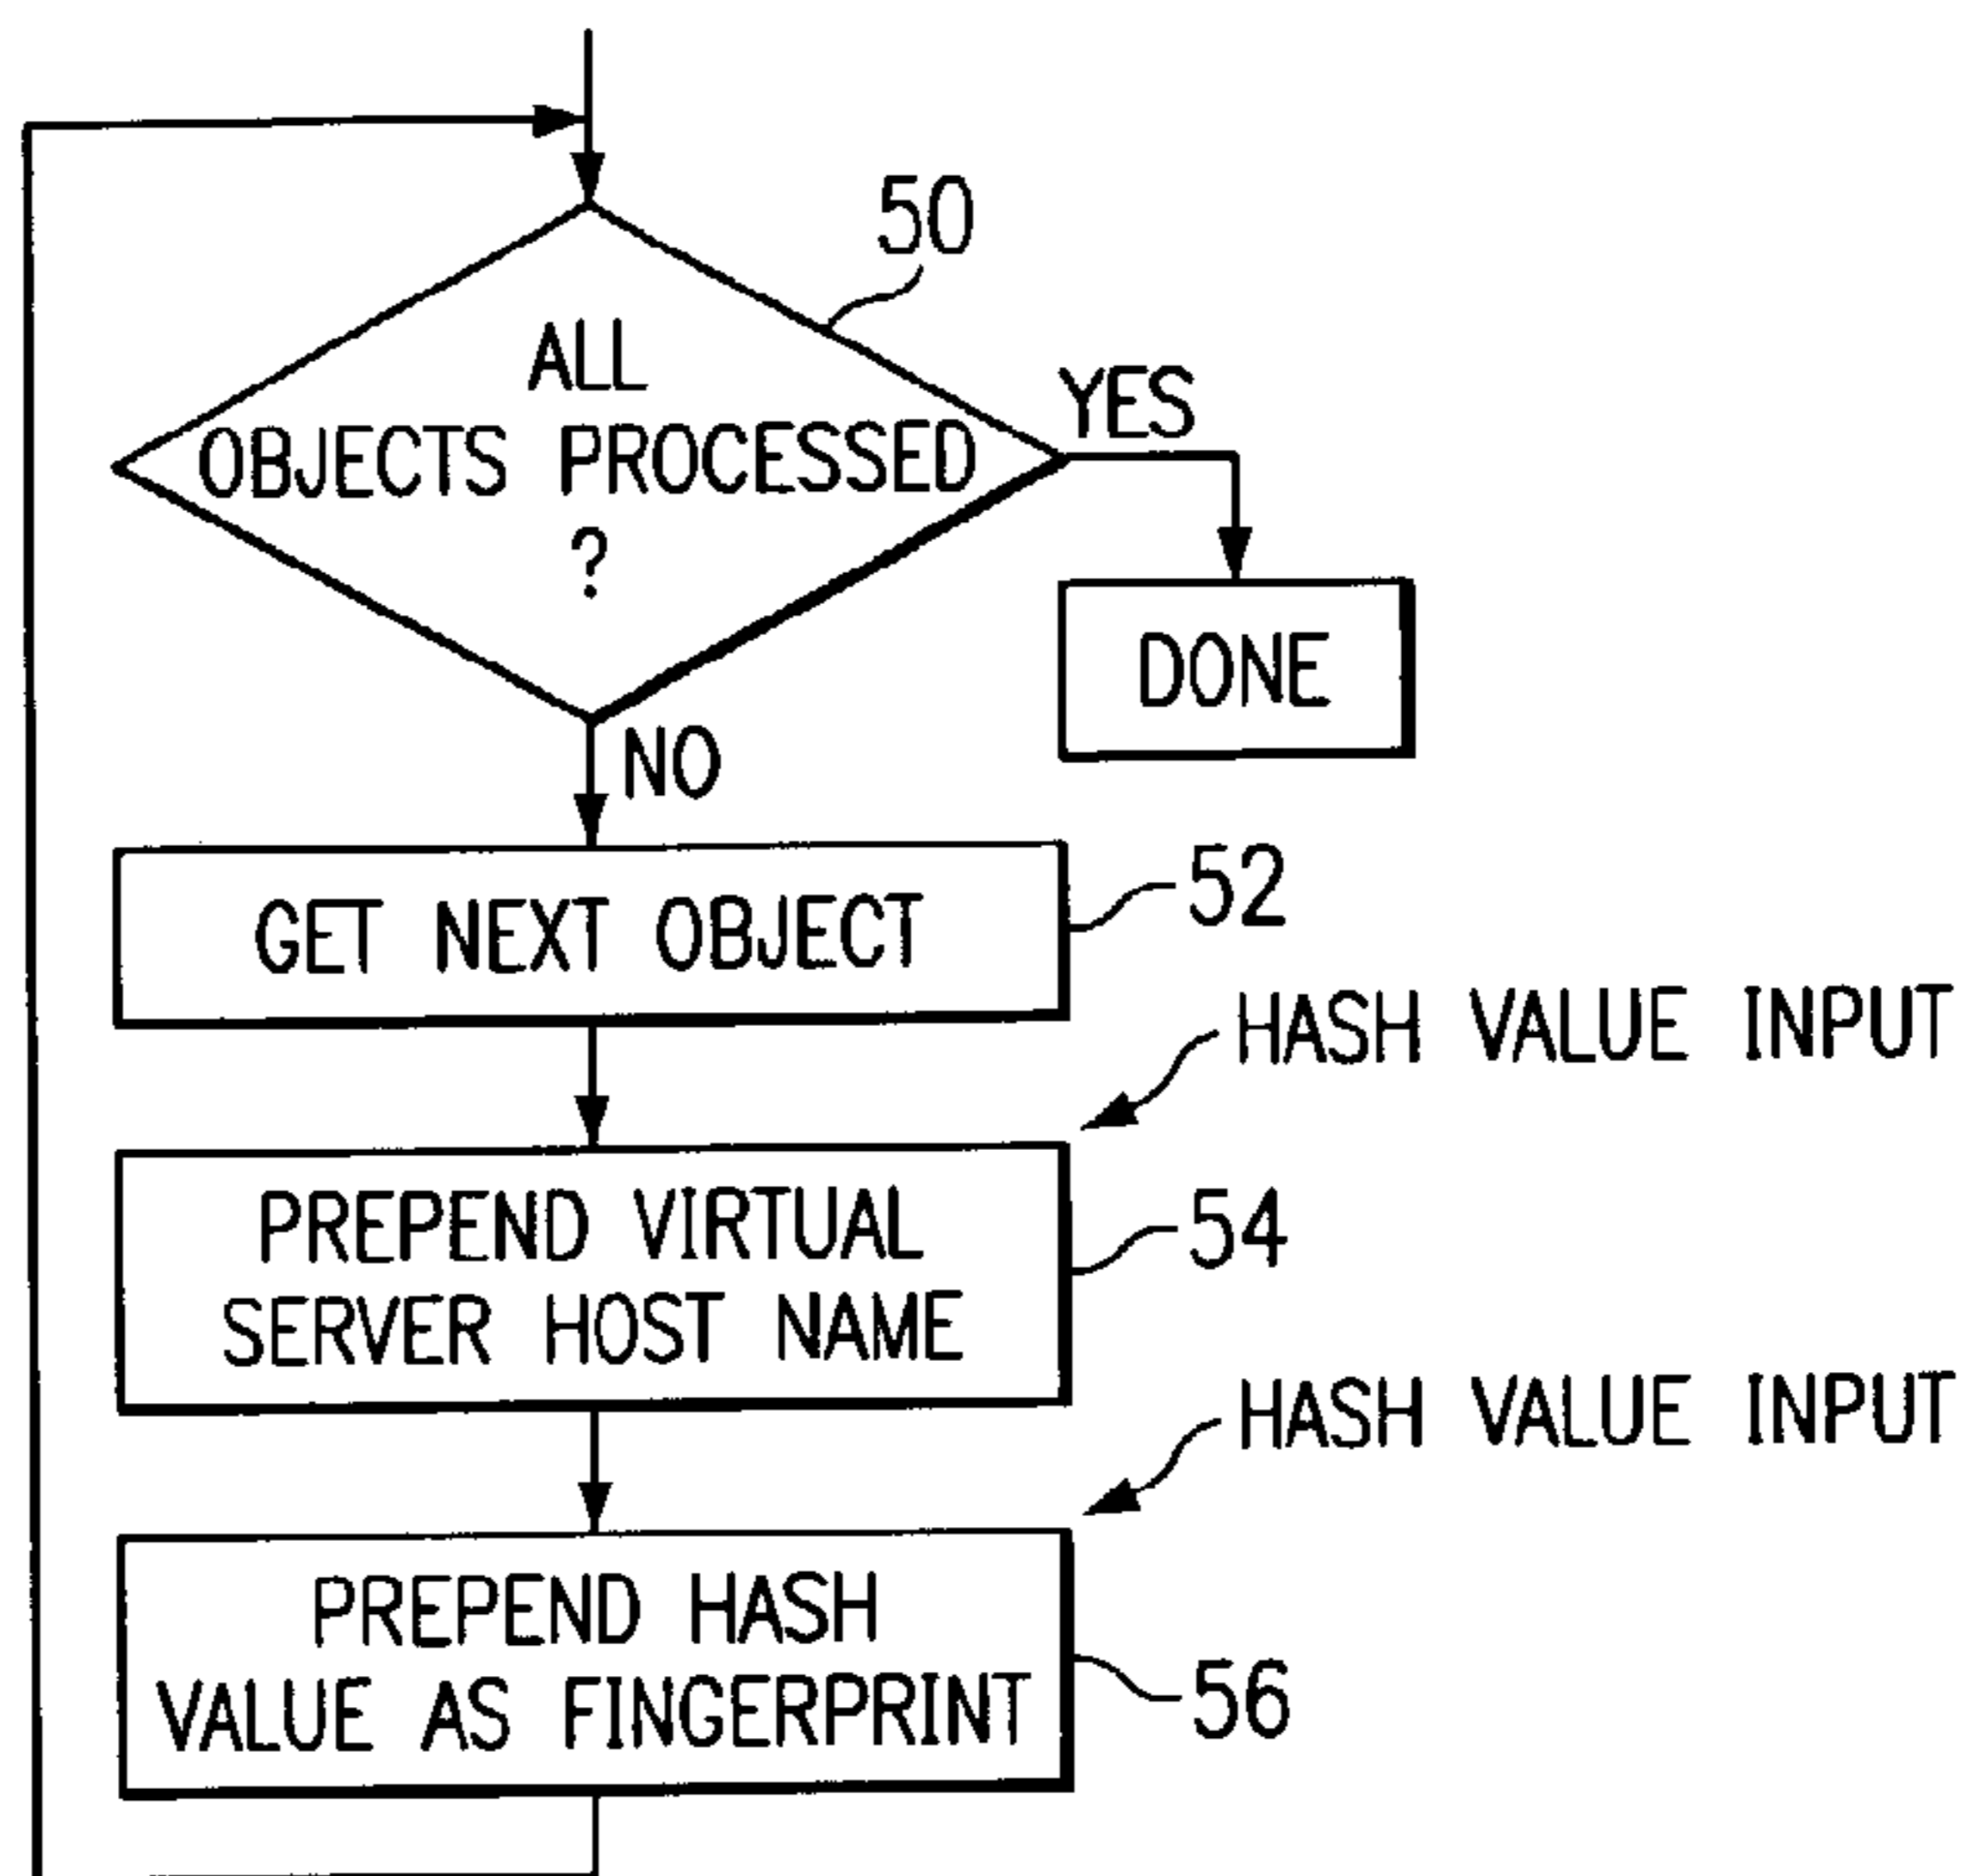 50
ALL
OBJECTS PROCESSED
?
YES
DONE
NO
GET NEXT OBJECT
52
HASH VALUE INPUT
PREPEND VIRTUAL
SERVER HOST NAME
54
HASH VALUE INPUT
PREPEND HASH
VALUE AS FINGERPRINT
56